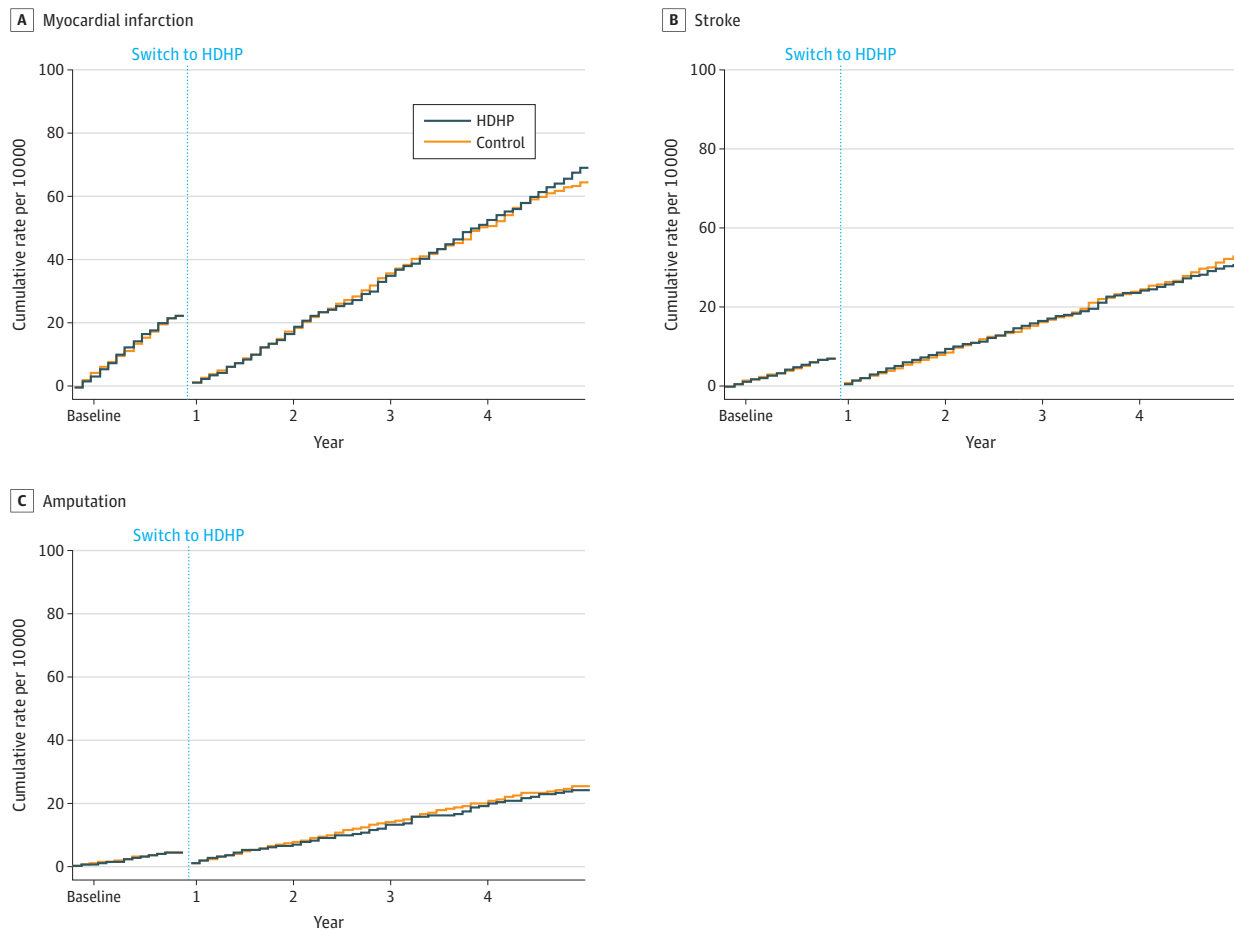 A Myocardial infarction
Switch to HDHP
100
80
60
40
20
0
Cumulative rate per 10 000
HDHP
Control
Baseline 1 2 3 4
Year
B Stroke
Switch to HDHP
100
80
60
20
0
Cumulative rate per 10 000
Baseline 1 2 3 4
Year
C Amputation
Switch to HDHP
100
80
60
40
20
0
Cumulative rate per 10 000
Baseline 1 2 3 4
Year